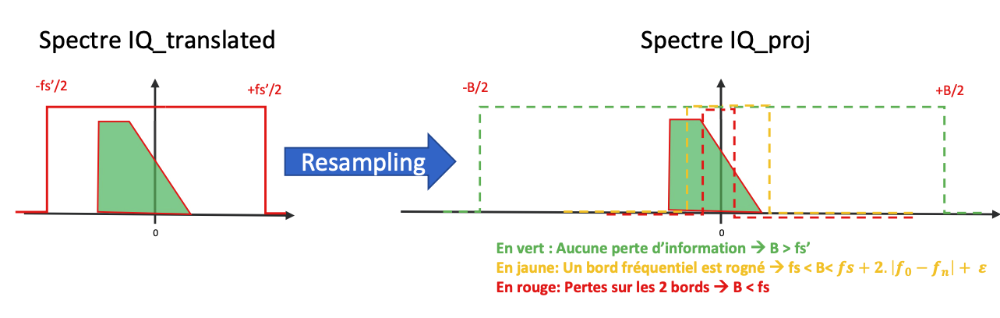 Spectre IQ_translated
Spectre IQ_proj
-fs’/2
+fs’/2
-B/2
+B/2
Resampling
0
0
En vert : Aucune perte d’information → B > fs’
En jaune: Un bord fréquentiel est rogné → fs < B< fs + 2. |f₀ − fₙ| + ε
En rouge: Pertes sur les 2 bords → B < fs